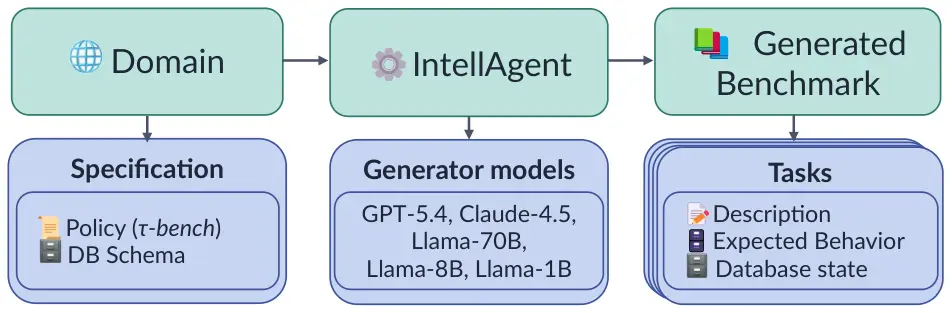 Domain
IntellAgent
Generated
Benchmark
Specification
Policy (τ-bench)
DB Schema
Generator models
GPT-5.4, Claude-4.5,
Llama-70B,
Llama-8B, Llama-1B
Tasks
Description
Expected Behavior
Database state